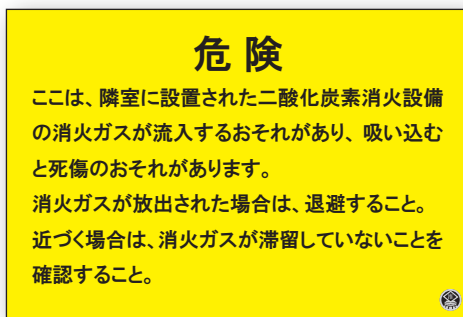 危険
ここは、隣室に設置された二酸化炭素消火設備
の消火ガスが流入するおそれがあり、吸い込む
と死傷のおそれがあります。
消火ガスが放出された場合は、退避すること。
近づく場合は、消火ガスが滞留していないことを
確認すること。